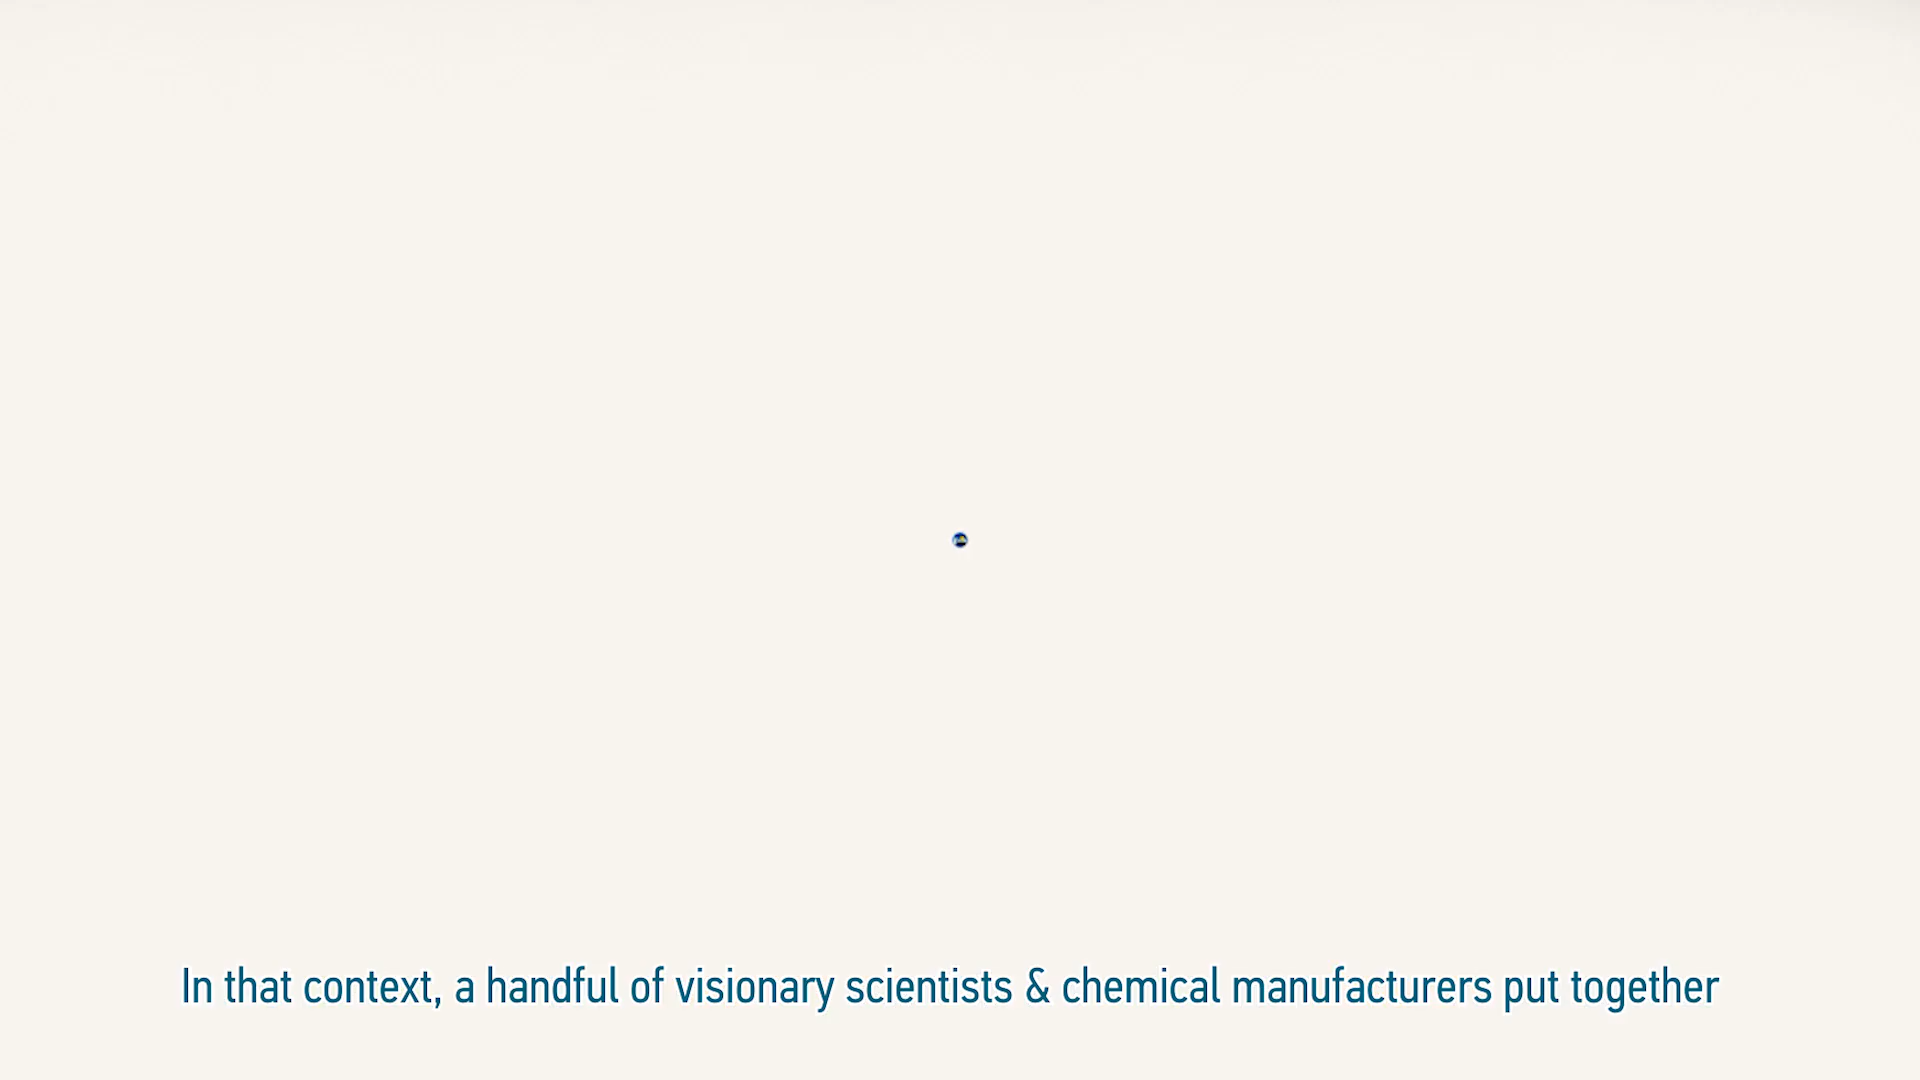 In that context, a handful of visionary scientists & chemical manufacturers put together